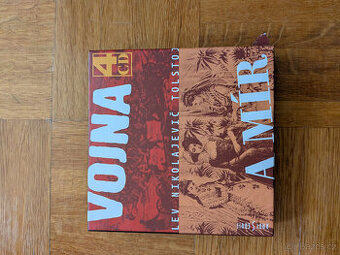 VOJNA
4
CD
LEV NIKOLAJEVIČ TOLSTOJ
A MÍR